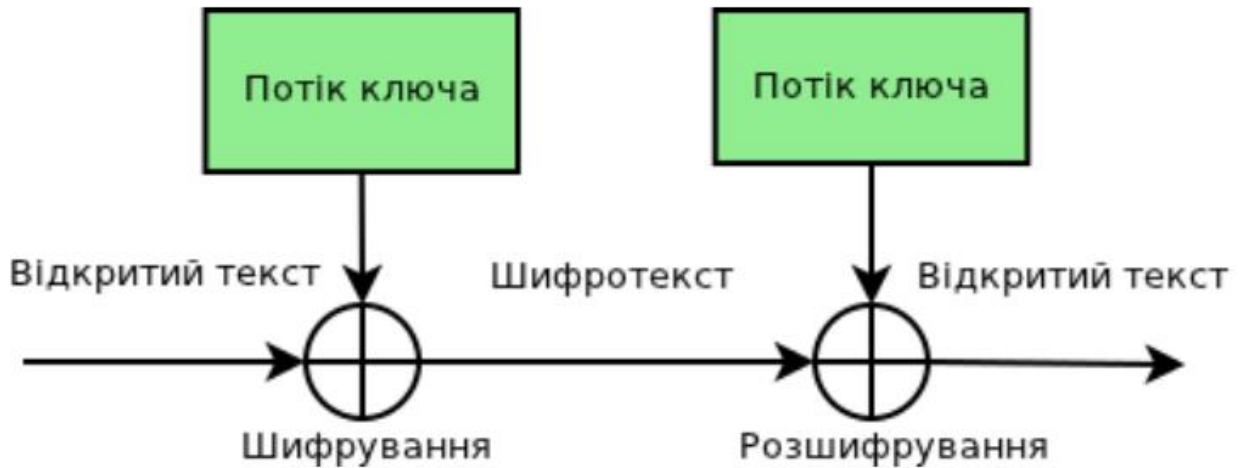 Потік ключа
Потік ключа
Відкритий текст
Шифротекст
Відкритий текст
Шифрування
Розшифрування